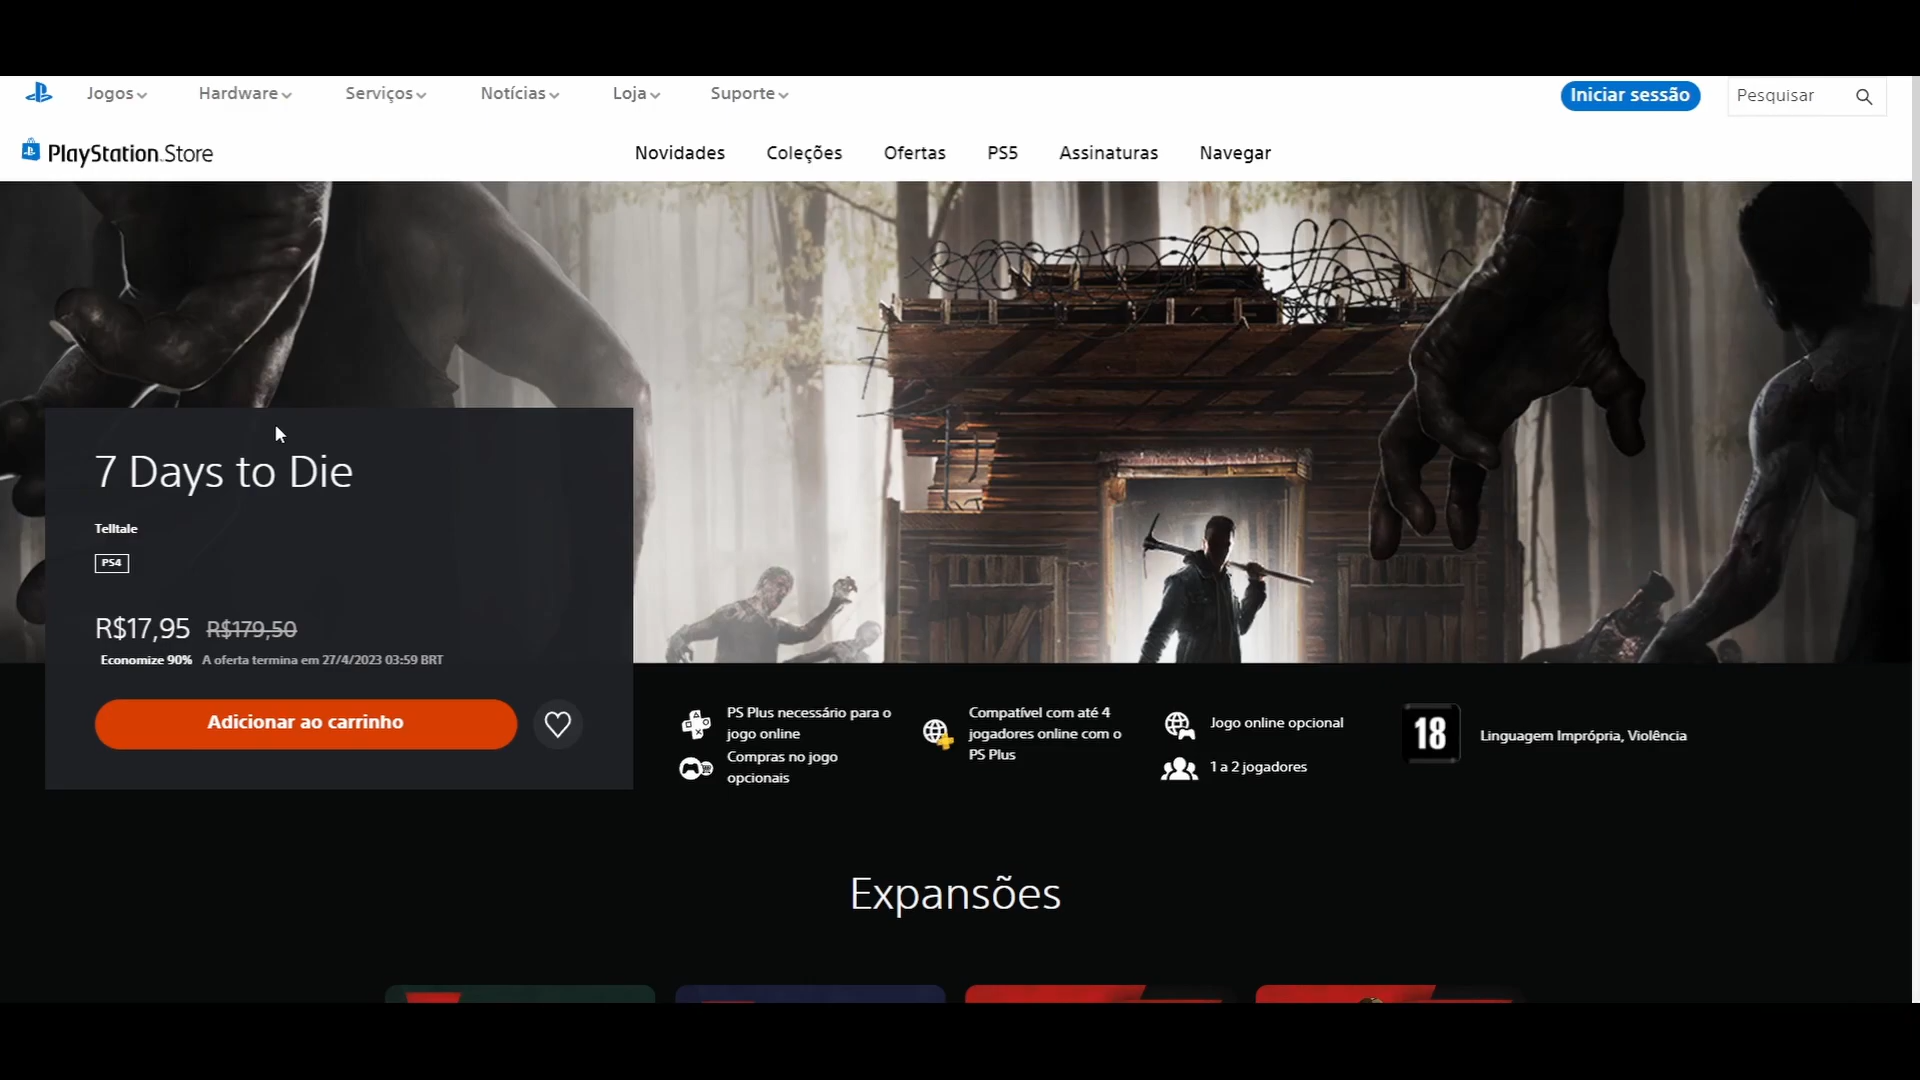 Jogos
Hardware
Serviços
Notícias
Loja
Suporte
Iniciar sessão
Pesquisar
PlayStation Store
Novidades
Coleções
Ofertas
PS5
Assinaturas
Navegar
7 Days to Die
Telltale
PS4
R$17,95 R$179,50
Economize 90% A oferta termina em 27/4/2023 03:59 BRT
Adicionar ao carrinho
PS Plus necessário para o
jogo online
Compras no jogo
opcionais
Compatível com até 4
jogadores online com o
PS Plus
Jogo online opcional
1 a 2 jogadores
18
Linguagem Imprópria, Violência
Expansões